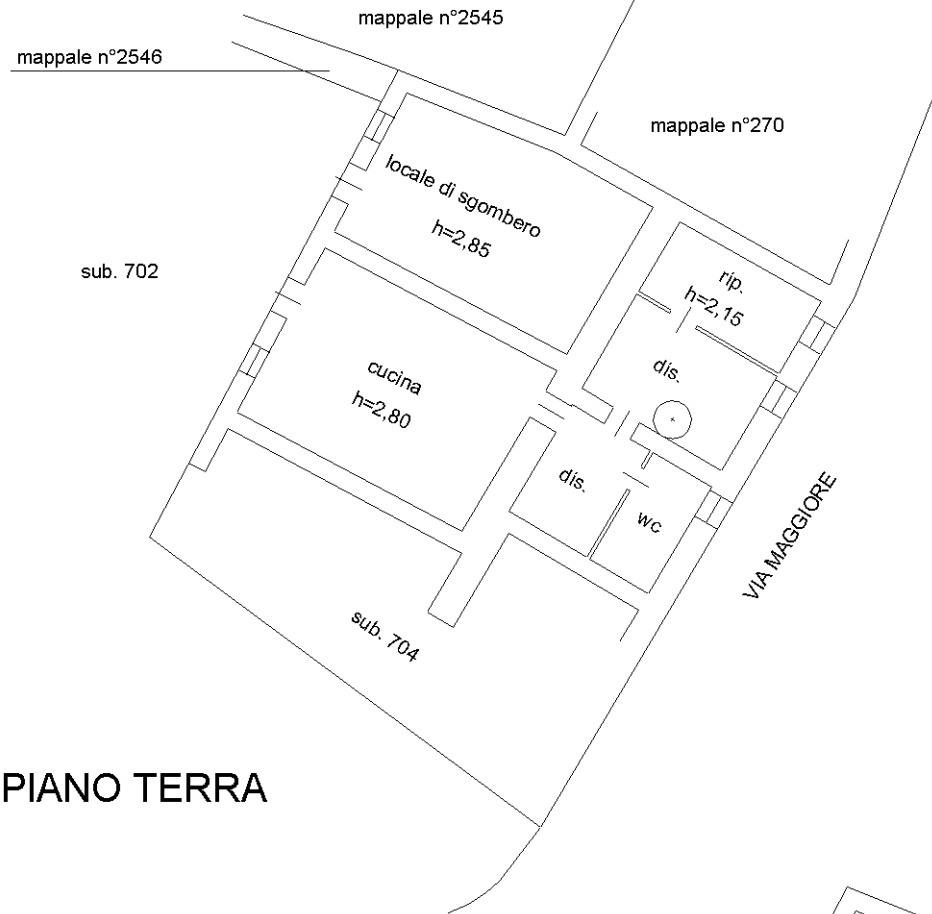 mappale n°2545
mappale n°2546
mappale n°270
locale di sgombero
h=2,85
sub. 702
rip.
h=2,15
cucina
h=2,80
dis.
dis.
wc
VIA MAGGIORE
sub. 704
PIANO TERRA